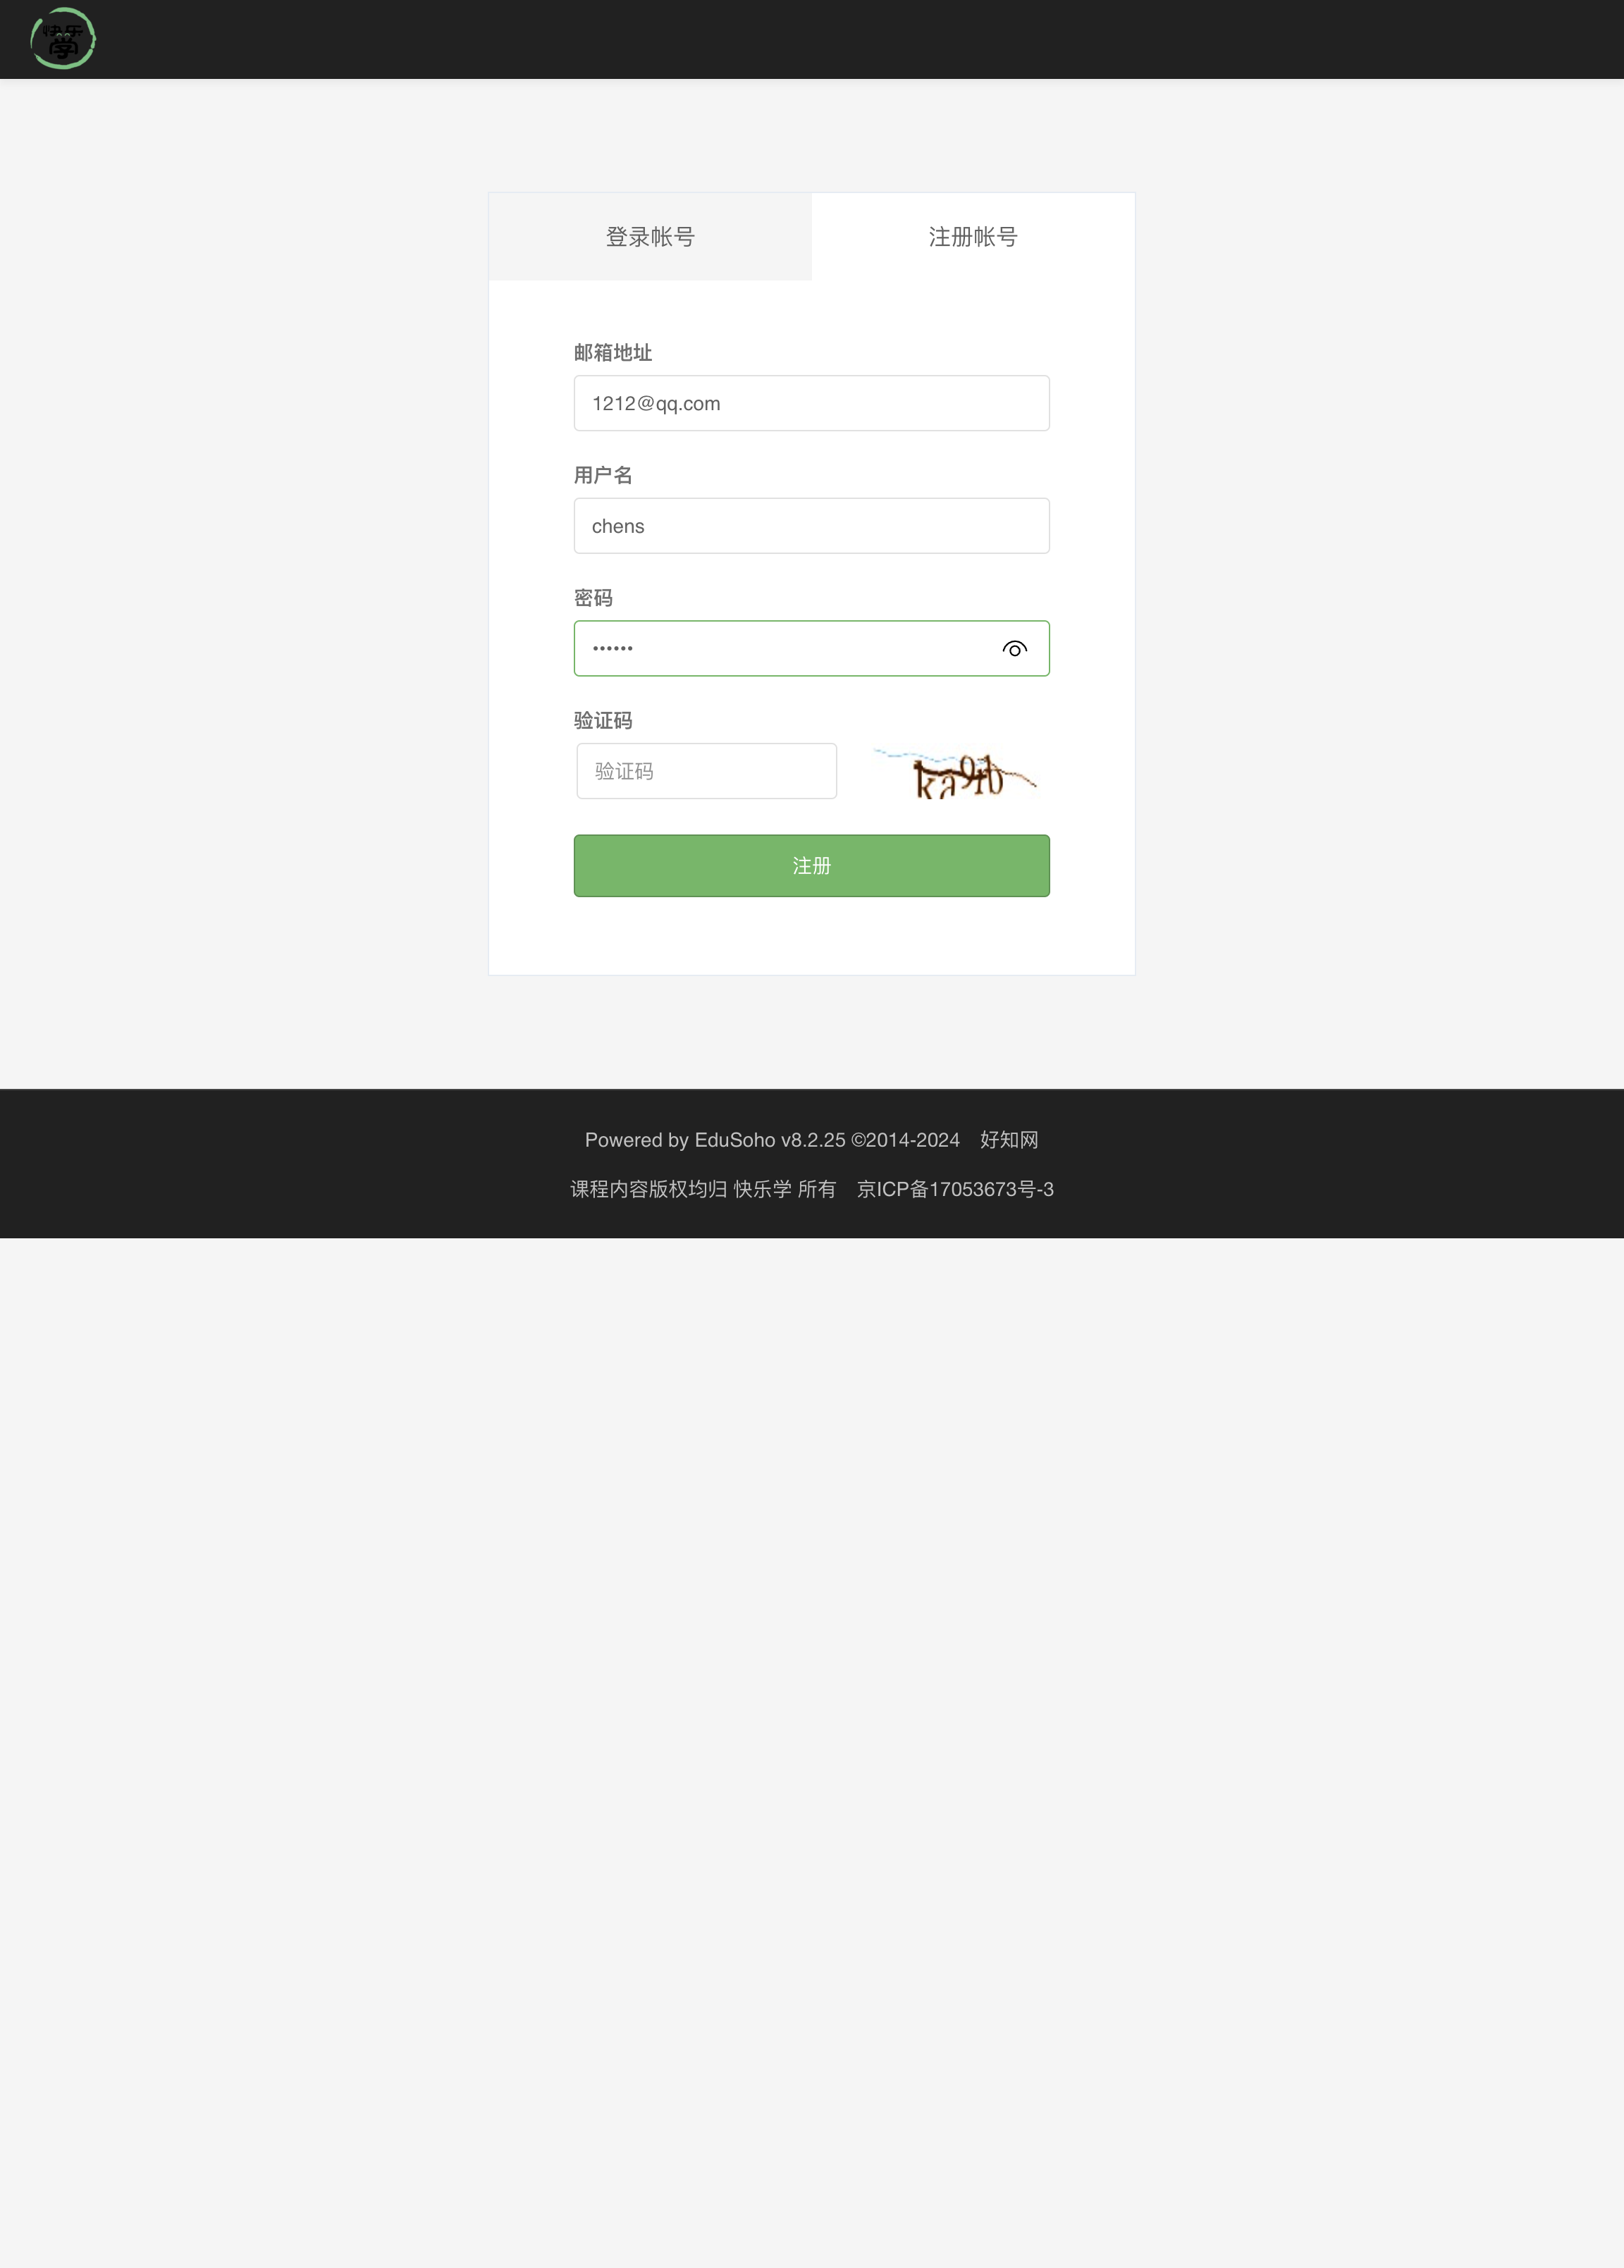 快乐
学
登录帐号
注册帐号
邮箱地址
1212@qq.com
用户名
chens
密码
••••••
验证码
验证码
注册
Powered by EduSoho v8.2.25 ©2014-2024 好知网
课程内容版权均归 快乐学 所有 京ICP备17053673号-3